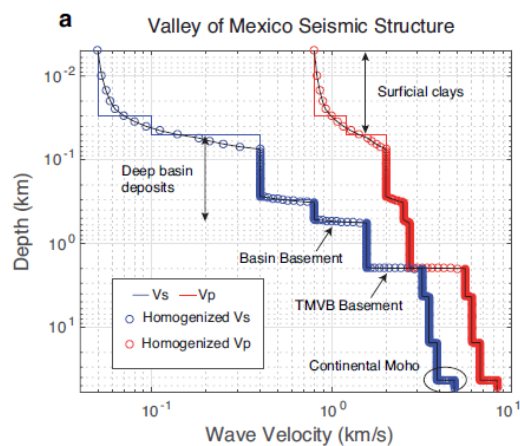 a
Valley of Mexico Seismic Structure
Depth (km)
10⁻²
10⁻¹
10⁰
10¹
Surficial clays
Deep basin
deposits
Basin Basement
TMVB Basement
Continental Moho
Vs Vp
Homogenized Vs
Homogenized Vp
10⁻¹ 10⁰ 10¹
Wave Velocity (km/s)